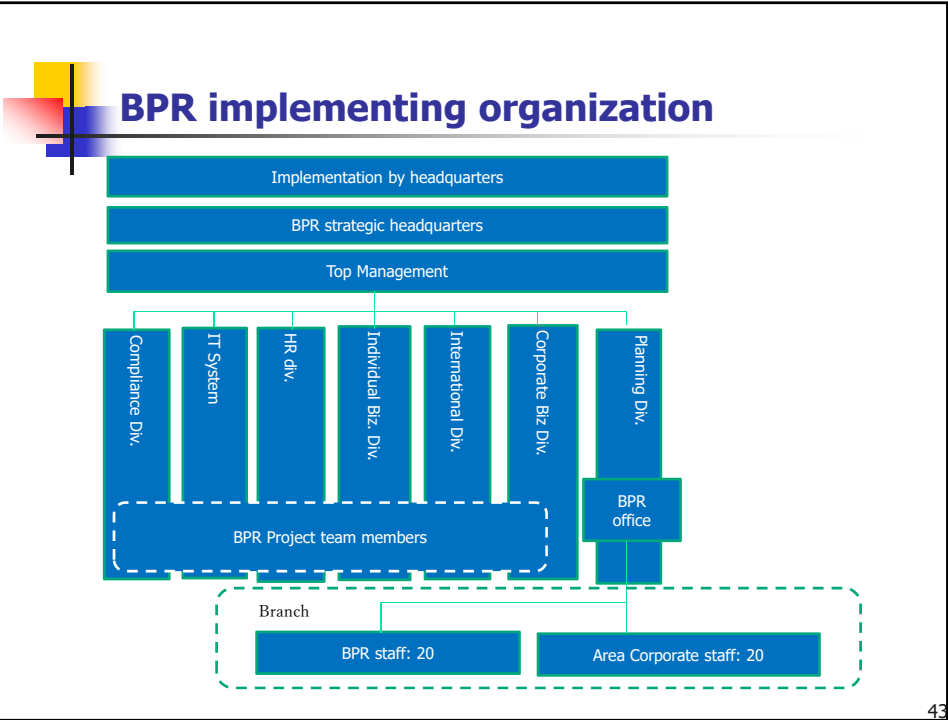 BPR implementing organization
Implementation by headquarters
BPR strategic headquarters
Top Management
Compliance Div.
IT System
HR div.
Individual Biz. Div.
International Div.
Corporate Biz Div.
Planning Div.
BPR
office
BPR Project team members
Branch
BPR staff: 20
Area Corporate staff: 20
43